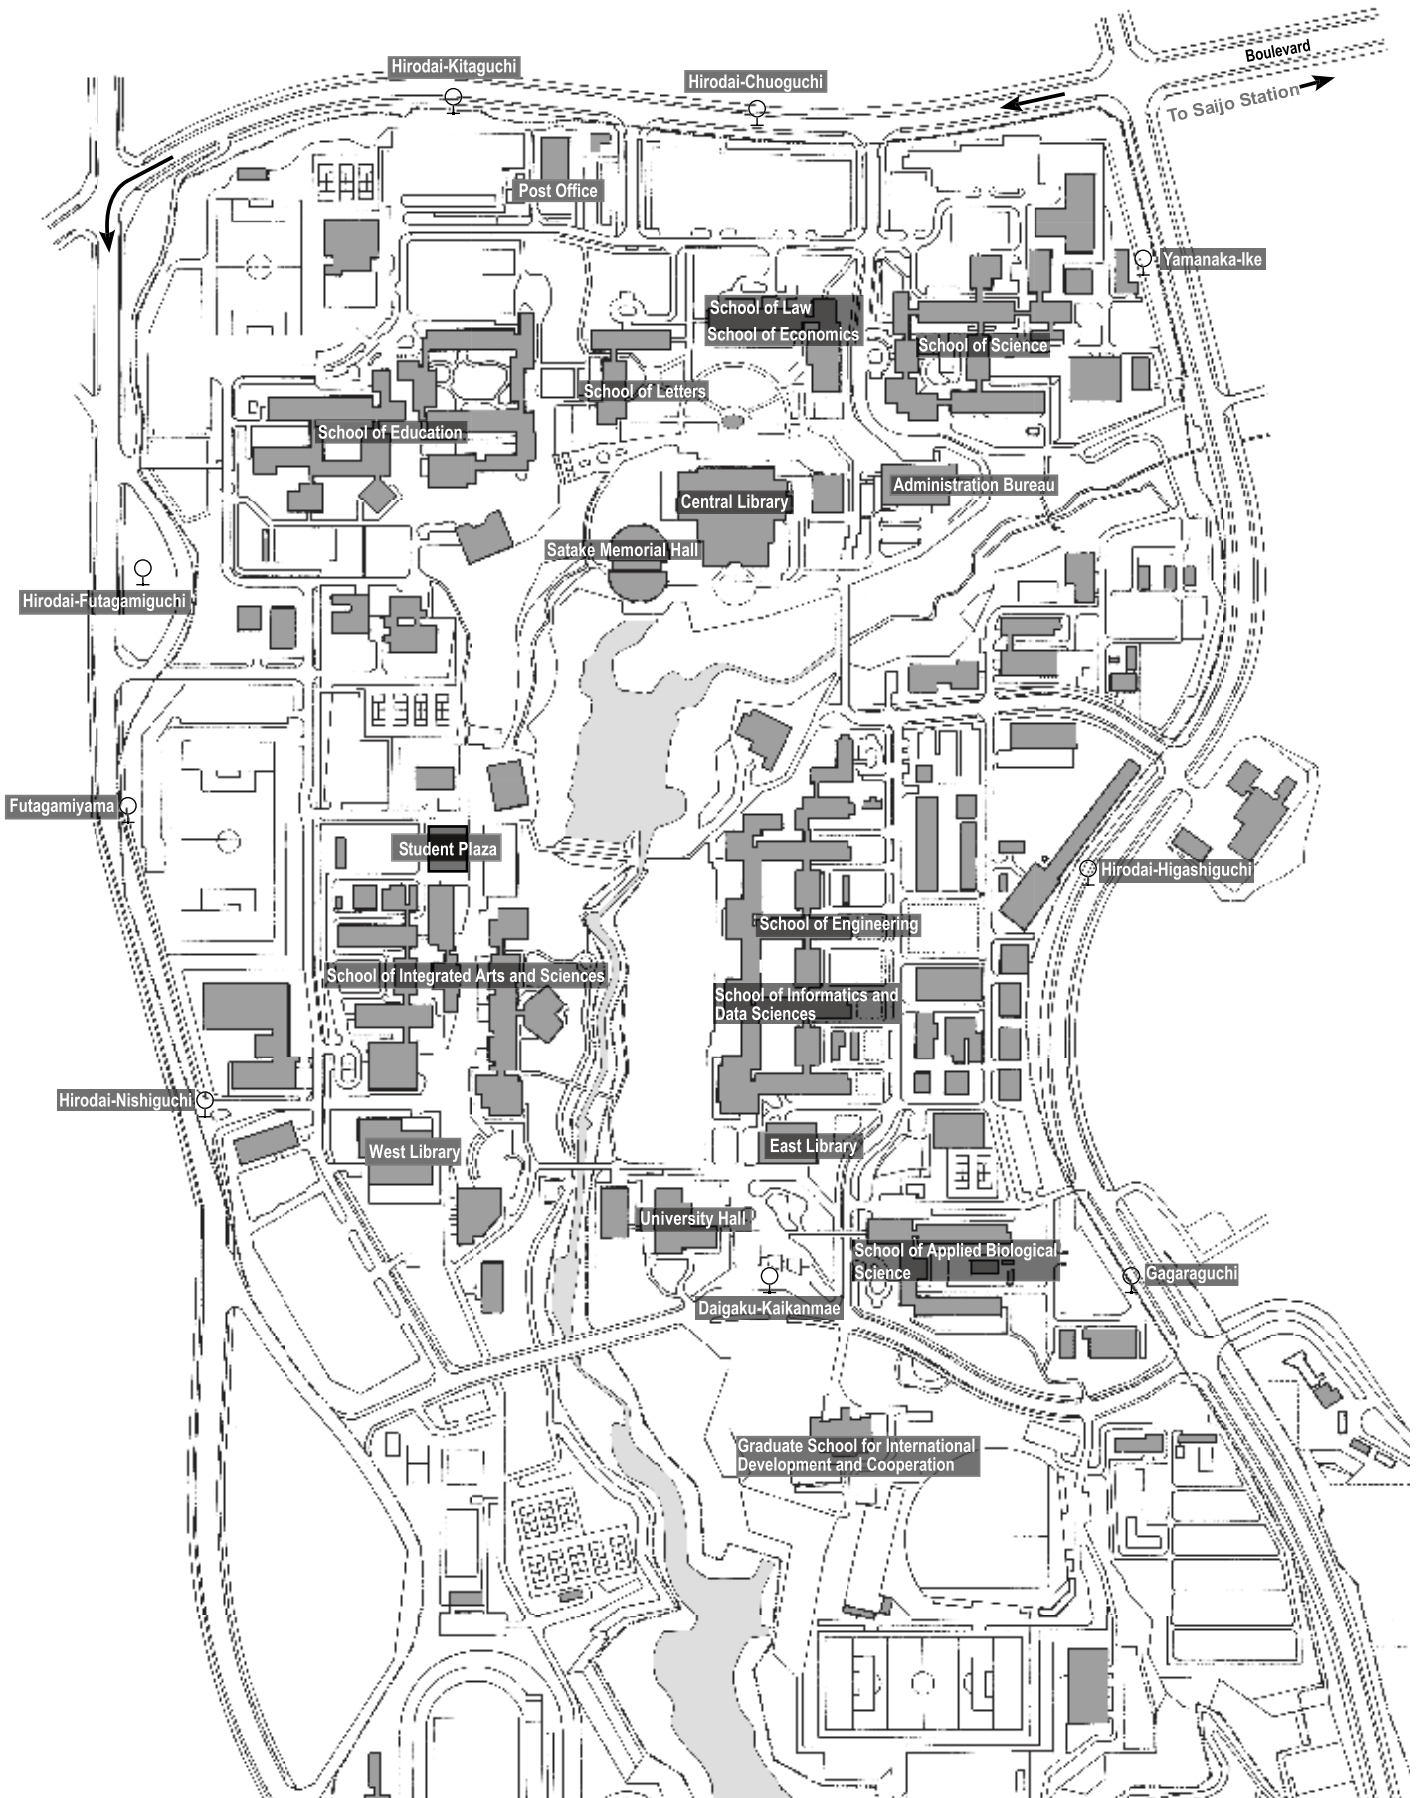 Boulevard
Hirodai-Kitaguchi
Hirodai-Chuoguchi
To Saijo Station
Post Office
Yamanaka-Ike
School of Law
School of Economics
School of Science
School of Letters
School of Education
Administration Bureau
Central Library
Satake Memorial Hall
Hirodai-Futagamiguchi
Futagamiyama
Student Plaza
Hirodai-Higashiguchi
School of Engineering
School of Integrated Arts and Sciences
School of Informatics and
Data Sciences
Hirodai-Nishiguchi
West Library
East Library
University Hall
School of Applied Biological
Science
Gagaraguchi
Daigaku-Kaikanmae
Graduate School for International
Development and Cooperation